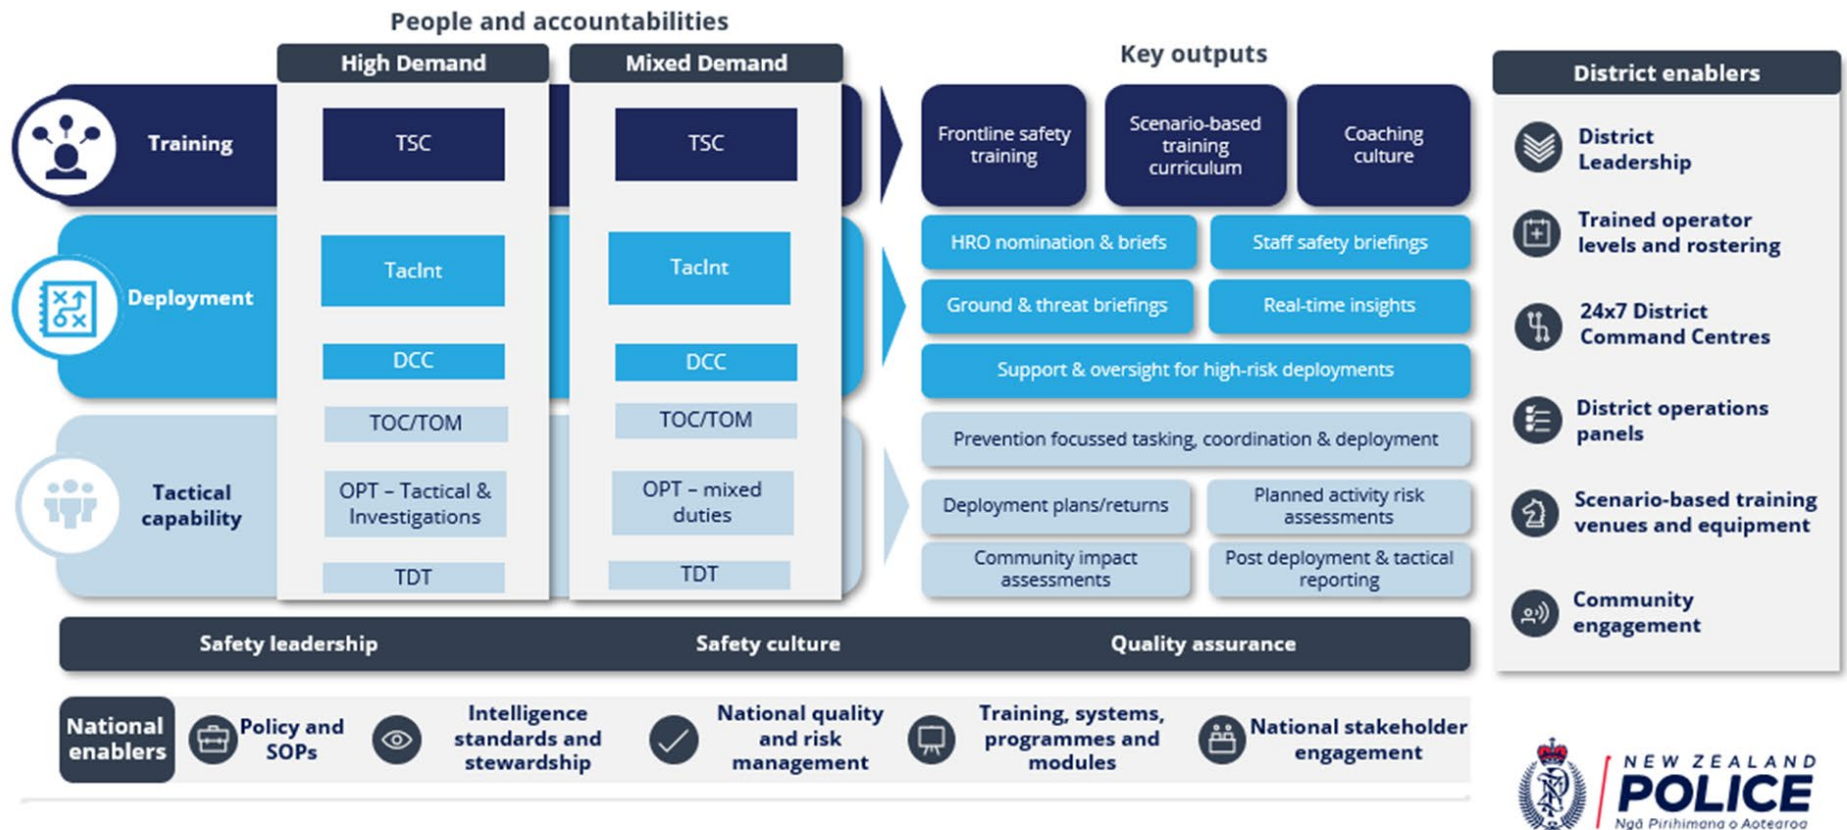 People and accountabilities
High Demand
Mixed Demand
Key outputs
District enablers
Training
TSC
TSC
Frontline safety
training
Scenario-based
training
curriculum
Coaching
culture
Deployment
TacInt
TacInt
DCC
DCC
HRO nomination & briefs
Staff safety briefings
Ground & threat briefings
Real-time insights
Support & oversight for high-risk deployments
Tactical
capability
TOC/TOM
TOC/TOM
OPT – Tactical &
Investigations
OPT – mixed
duties
TDT
TDT
Prevention focussed tasking, coordination & deployment
Deployment plans/returns
Planned activity risk
assessments
Community impact
assessments
Post deployment & tactical
reporting
District
Leadership
Trained operator
levels and rostering
24x7 District
Command Centres
District operations
panels
Scenario-based training
venues and equipment
Community
engagement
Safety leadership
Safety culture
Quality assurance
National
enablers
Policy and
SOPs
Intelligence
standards and
stewardship
National quality
and risk
management
Training, systems,
programmes and
modules
National stakeholder
engagement
NEW ZEALAND
POLICE
Ngā Pirihimana o Aotearoa